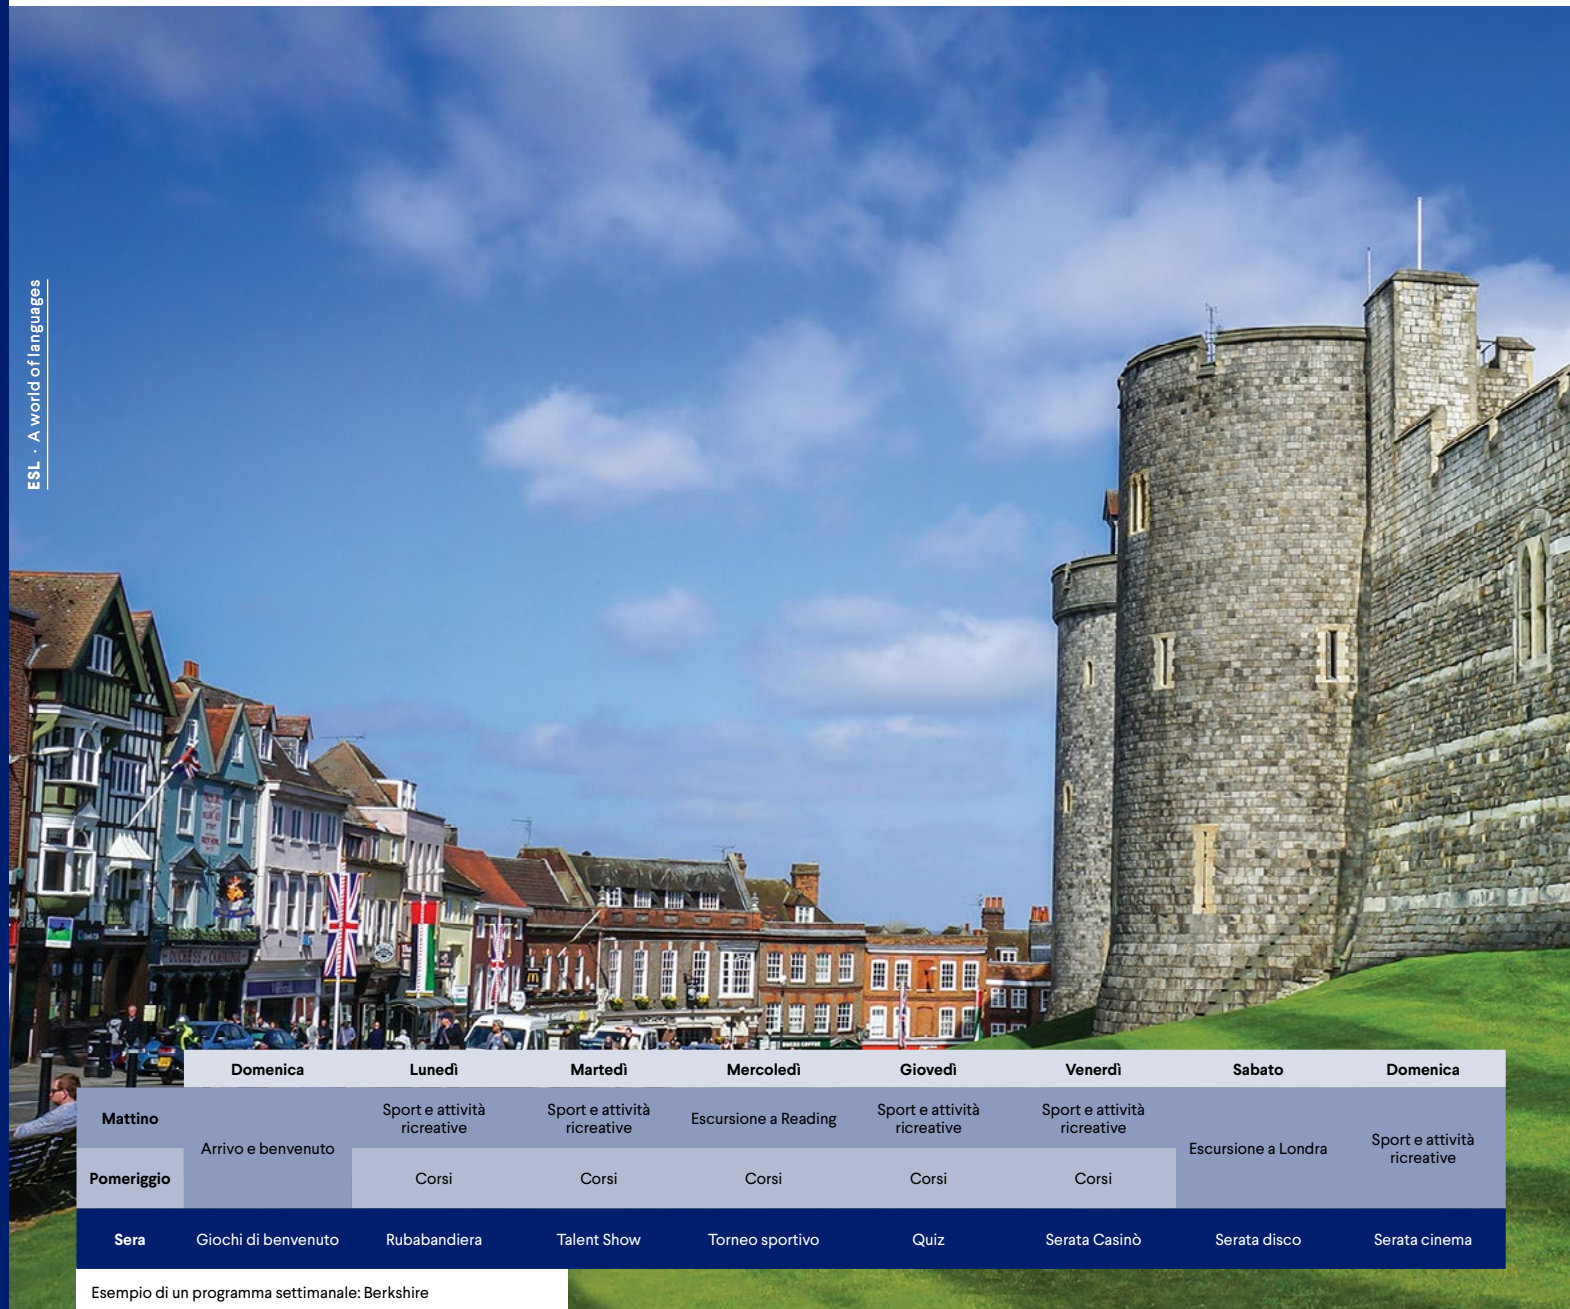 ESL · A world of languages
DUCHESS of CAMBRIDGE
Domenica Lunedì Martedì Mercoledì Giovedì Venerdì Sabato Domenica
Mattino
Arrivo e benvenuto
Sport e attività
ricreative
Sport e attività
ricreative
Escursione a Reading
Sport e attività
ricreative
Sport e attività
ricreative
Escursione a Londra
Sport e attività
ricreative
Pomeriggio
Corsi Corsi Corsi Corsi Corsi
Sera Giochi di benvenuto Rubabandiera Talent Show Torneo sportivo Quiz Serata Casinò Serata disco Serata cinema
Esempio di un programma settimanale: Berkshire